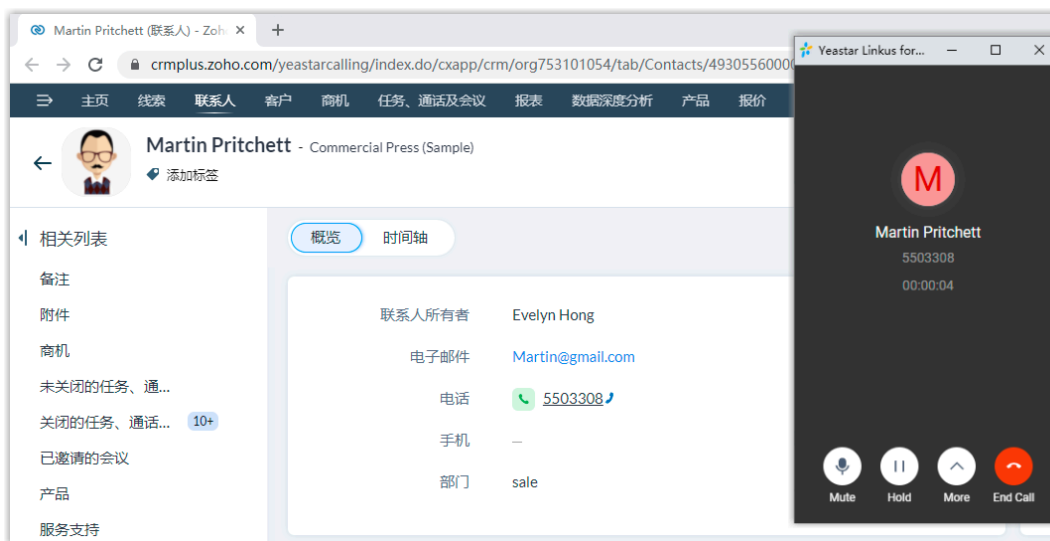 Martin Pritchett (联系人) - Zoh
Yeastar Linkus for...
crmplus.zoho.com/yeastarcalling/index.do/cxapp/crm/org753101054/tab/Contacts/4930556000
主页 线索 联系人 客户 商机 任务、通话及会议 报表 数据深度分析 产品 报价
Martin Pritchett - Commercial Press (Sample)
添加标签
M
Martin Pritchett
5503308
00:00:04
相关列表
概览 时间轴
备注
附件
商机
未关闭的任务、通...
关闭的任务、通话... 10+
已邀请的会议
产品
服务支持
联系人所有者 Evelyn Hong
电子邮件 Martin@gmail.com
电话 5503308
手机 —
部门 sale
Mute Hold More End Call